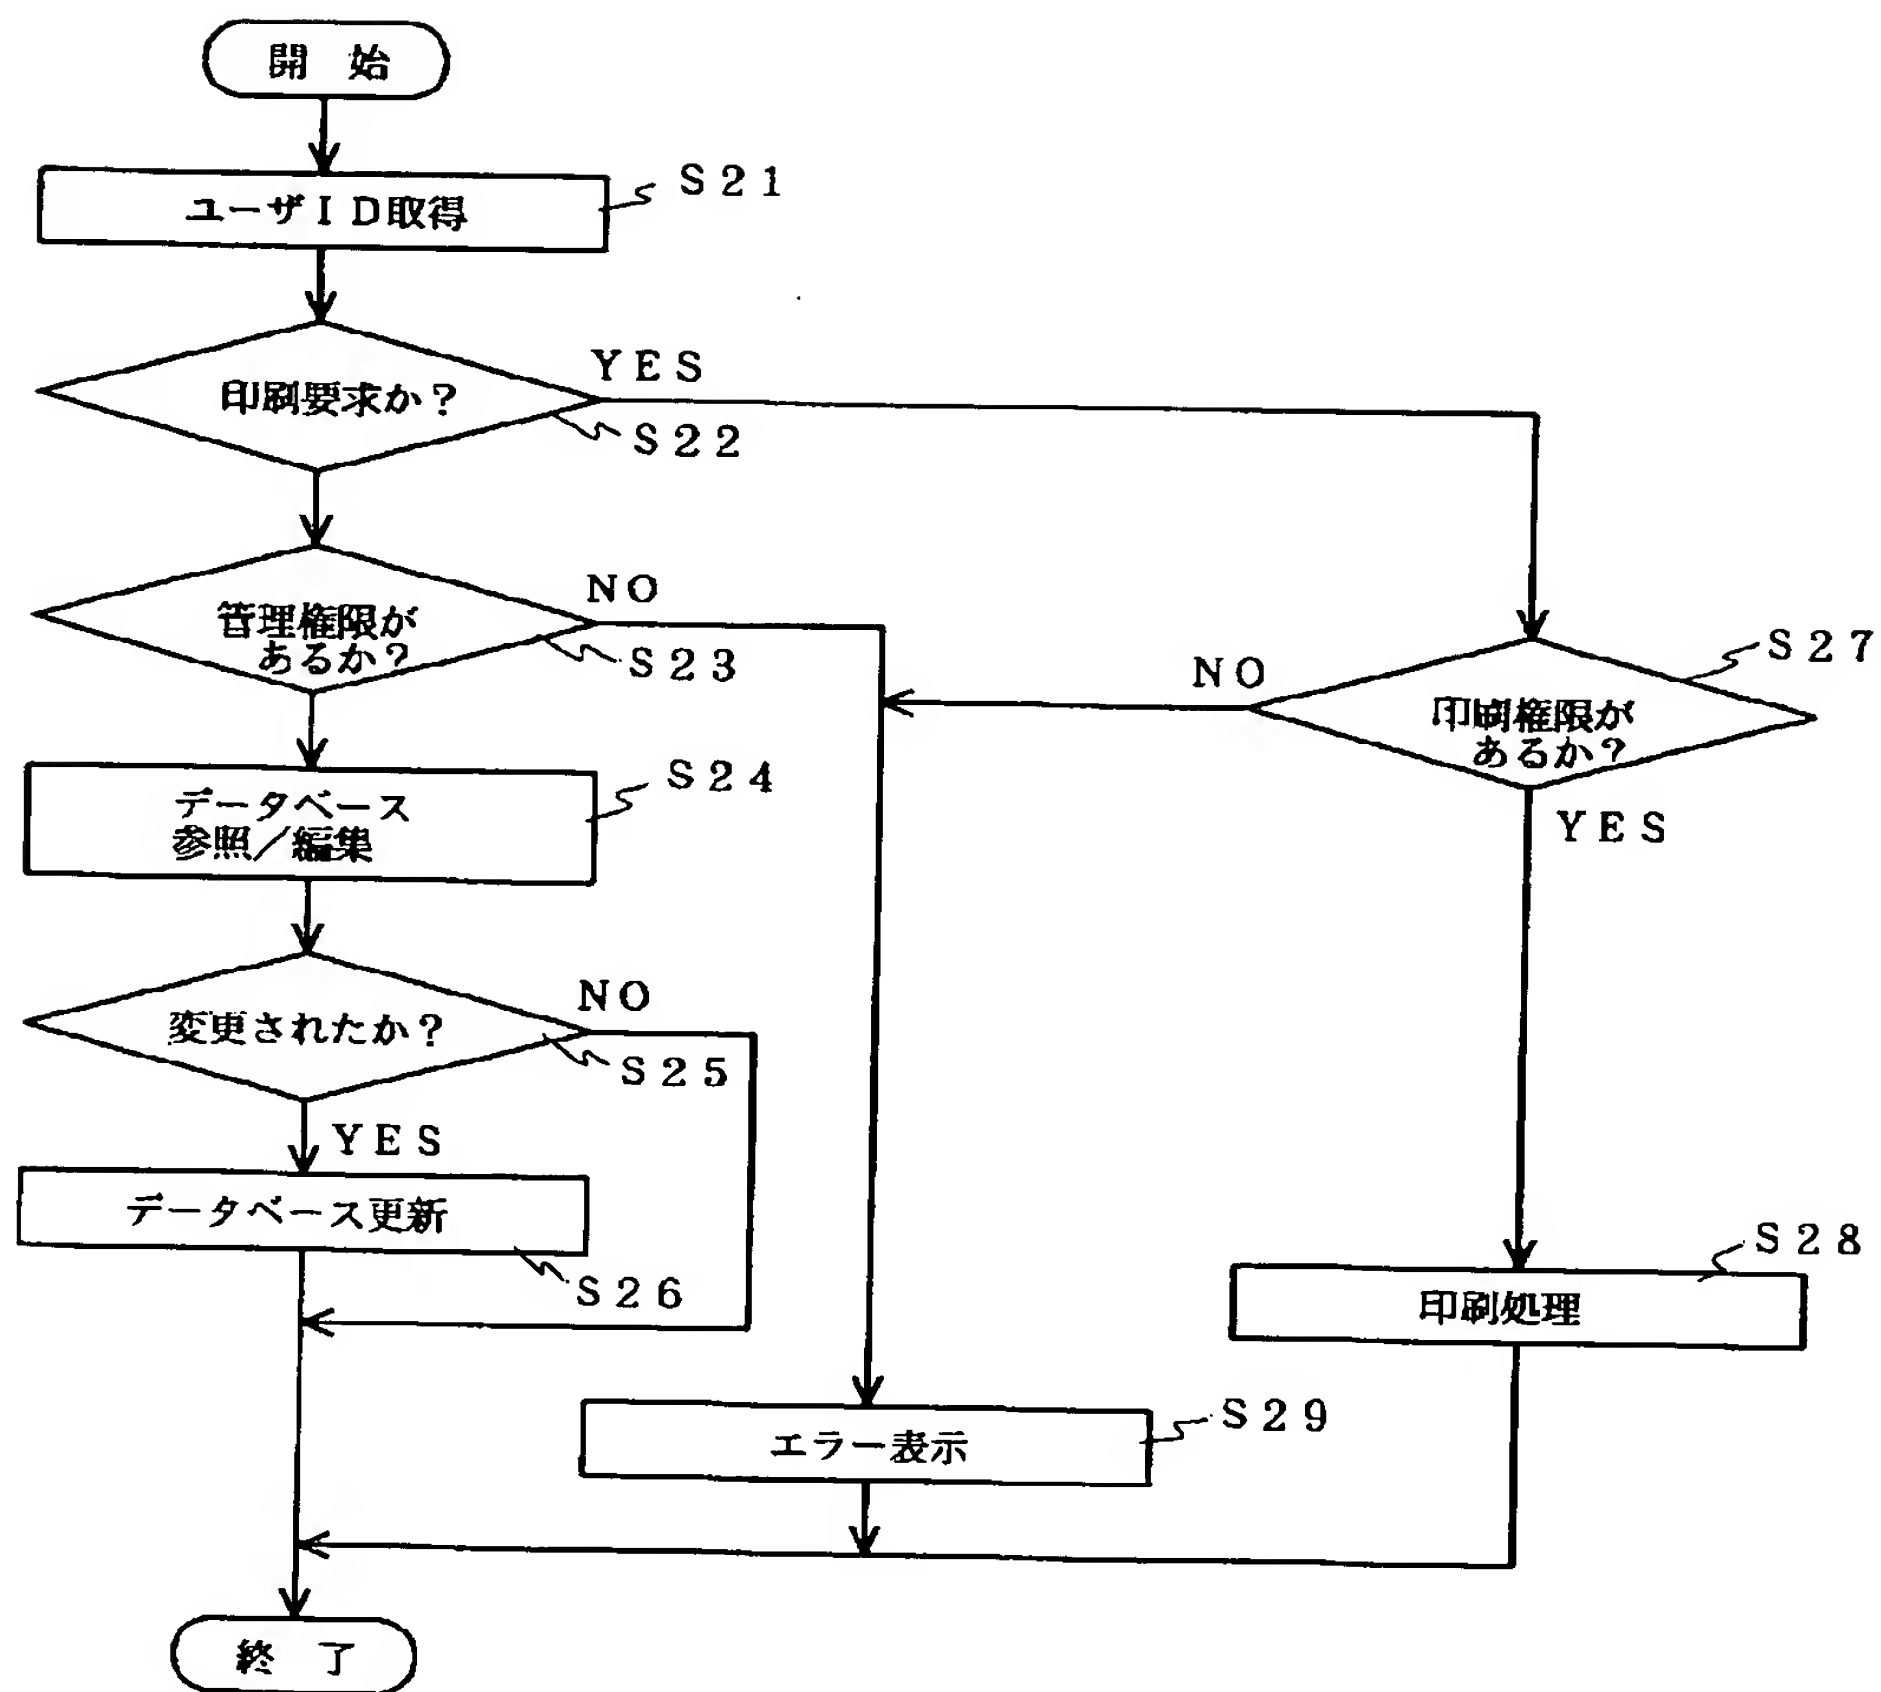 開 始
ユーザID取得
S21
印刷要求か?
YES
S22
管理権限が
あるか?
NO
S23
データベース
参照/編集
S24
変更されたか?
NO
S25
YES
データベース更新
S26
印刷権限が
あるか?
NO
S27
YES
印刷処理
S28
エラー表示
S29
終 了